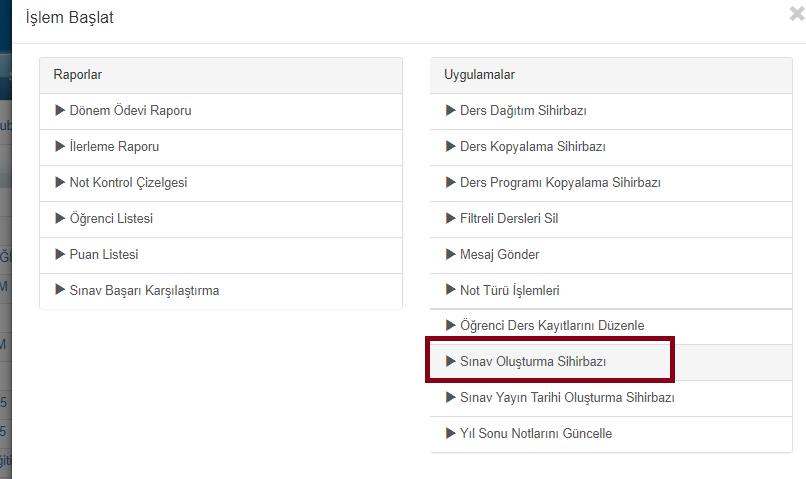 İşlem Başlat
Raporlar
Dönem Ödevi Raporu
İlerleme Raporu
Not Kontrol Çizelgesi
Öğrenci Listesi
Puan Listesi
Sınav Başarı Karşılaştırma
Uygulamalar
Ders Dağıtım Sihirbazı
Ders Kopyalama Sihirbazı
Ders Programı Kopyalama Sihirbazı
Filtreli Dersleri Sil
Mesaj Gönder
Not Türü İşlemleri
Öğrenci Ders Kayıtlarını Düzenle
Sınav Oluşturma Sihirbazı
Sınav Yayın Tarihi Oluşturma Sihirbazı
Yıl Sonu Notlarını Güncelle